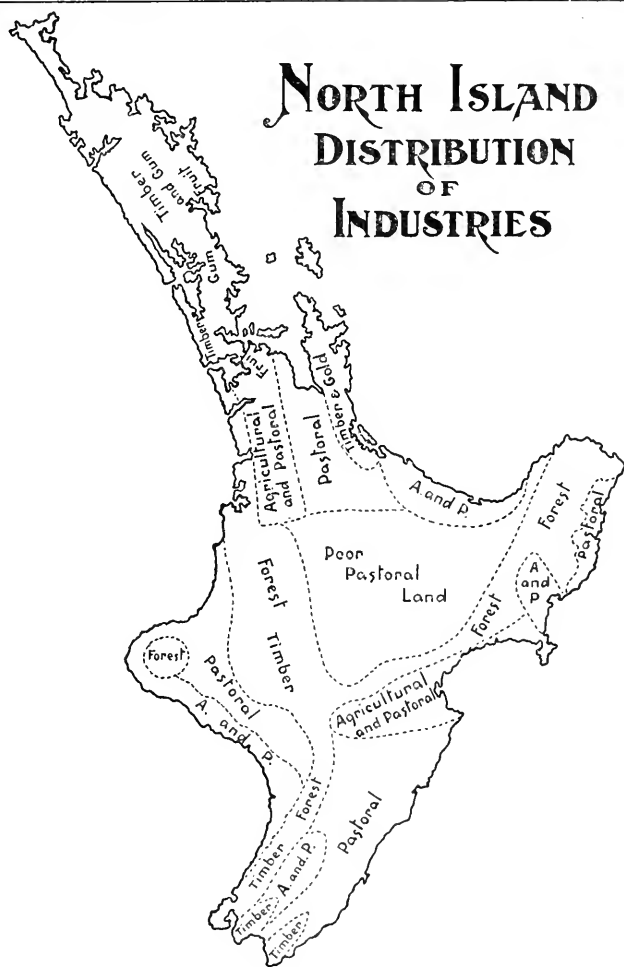 NORTH ISLAND
DISTRIBUTION
OF
INDUSTRIES
Timber
and Gum
Fruit
Gum
Timber
Fruit
Timber & Gold
Agricultural
and Pastoral
Pastoral
A. and P.
Forest
Pastoral
A
and
P
Forest
Poor
Pastoral
Land
Forest
Timber
Forest
Pastoral
A. and P.
Agricultural
and Pastoral
Forest
Pastoral
Timber
A. and P.
Timber
Timber